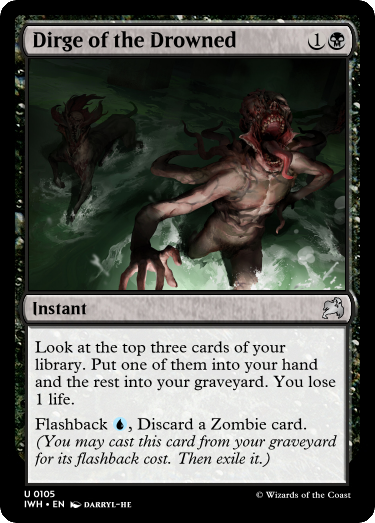 Dirge of the Drowned 1
Instant
Look at the top three cards of your
library. Put one of them into your hand
and the rest into your graveyard. You lose
1 life.
Flashback , Discard a Zombie card.
(You may cast this card from your graveyard
for its flashback cost. Then exile it.)
U 0105
IWH • EN DARRYL-HE
© Wizards of the Coast